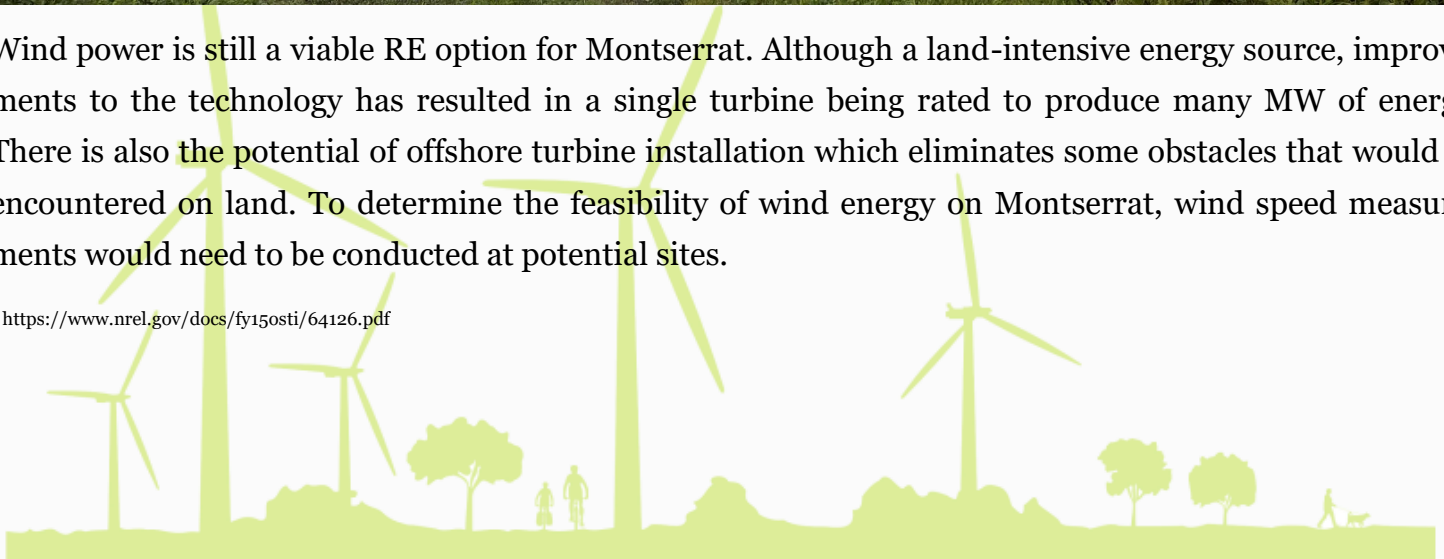 Wind power is still a viable RE option for Montserrat. Although a land-intensive energy source, improv
ments to the technology has resulted in a single turbine being rated to produce many MW of energ
There is also the potential of offshore turbine installation which eliminates some obstacles that would
encountered on land. To determine the feasibility of wind energy on Montserrat, wind speed measur
ments would need to be conducted at potential sites.
https://www.nrel.gov/docs/fy15osti/64126.pdf